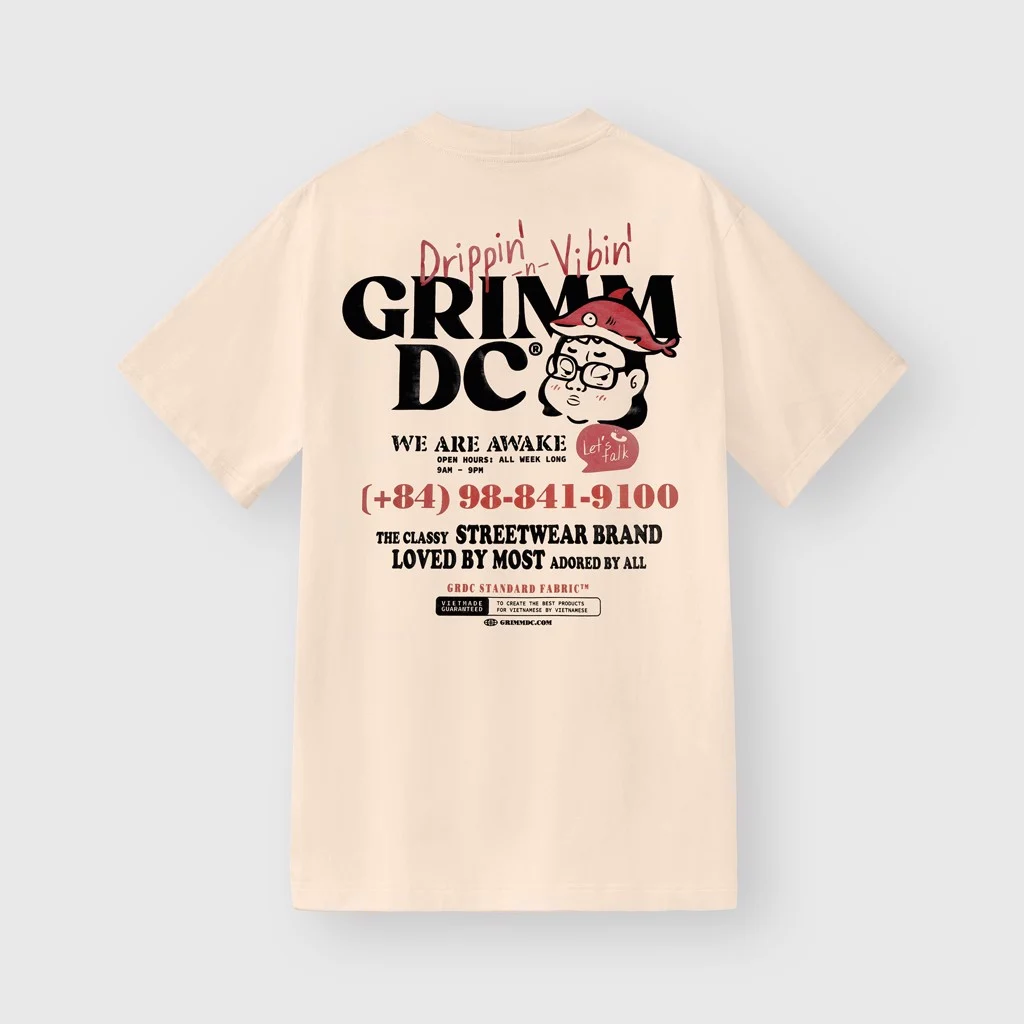 Drippin' -n- Vibin'
GRIMM
DC®
WE ARE AWAKE
OPEN HOURS: ALL WEEK LONG
9AM - 9PM
Let's talk
(+84) 98-841-9100
THE CLASSY STREETWEAR BRAND
LOVED BY MOST ADORED BY ALL
GRDC STANDARD FABRIC™
VIETMADE GUARANTEED
TO CREATE THE BEST PRODUCTS
FOR VIETNAMESE BY VIETNAMESE
GRIMMDC.COM